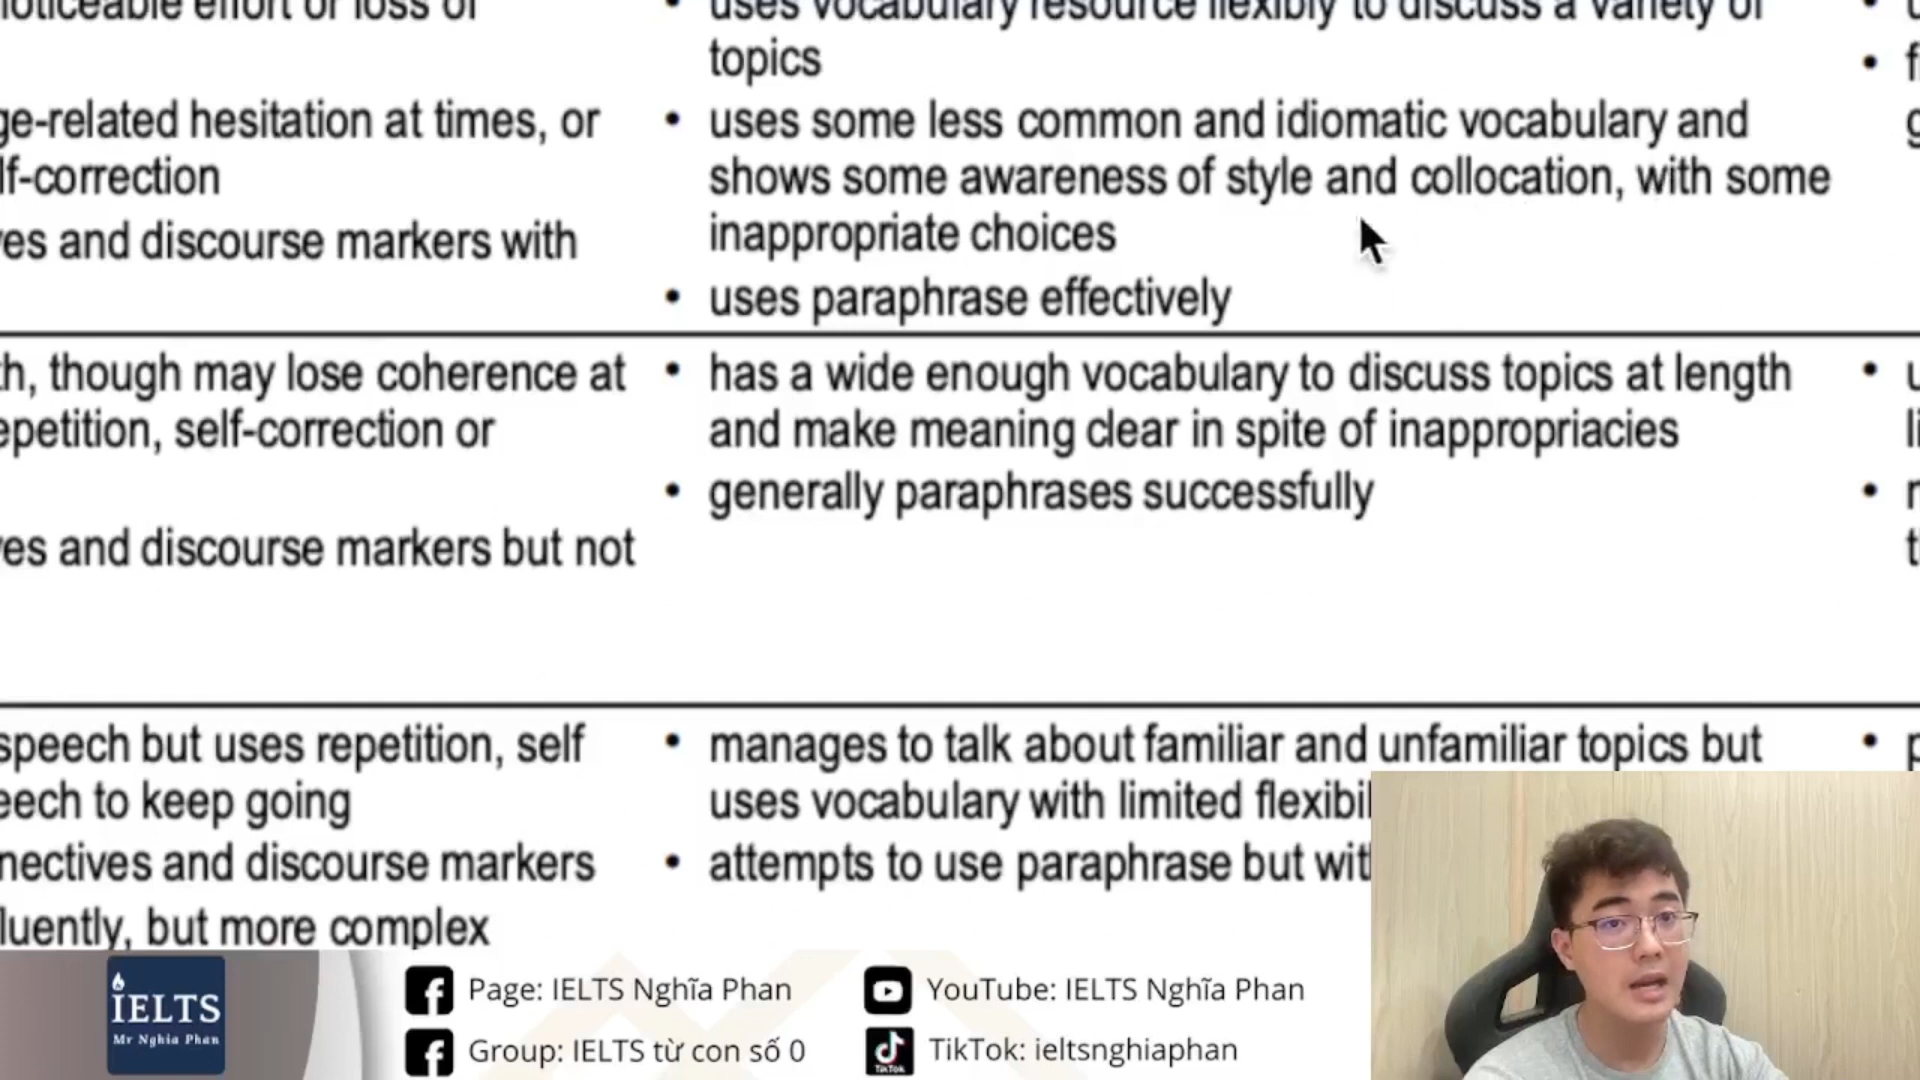 noticeable effort or loss of
ge-related hesitation at times, or
lf-correction
ves and discourse markers with
uses vocabulary resource flexibly to discuss a variety of
topics
• uses some less common and idiomatic vocabulary and
shows some awareness of style and collocation, with some
inappropriate choices
• uses paraphrase effectively
th, though may lose coherence at
epetition, self-correction or
ves and discourse markers but not
• has a wide enough vocabulary to discuss topics at length
and make meaning clear in spite of inappropriacies
• generally paraphrases successfully
speech but uses repetition, self
eech to keep going
nectives and discourse markers
luently, but more complex
• manages to talk about familiar and unfamiliar topics but
uses vocabulary with limited flexibil
• attempts to use paraphrase but wit
IELTS
Mr Nghia Phan
Page: IELTS Nghĩa Phan
Group: IELTS từ con số 0
YouTube: IELTS Nghĩa Phan
TikTok
TikTok: ieltsnghiaphan